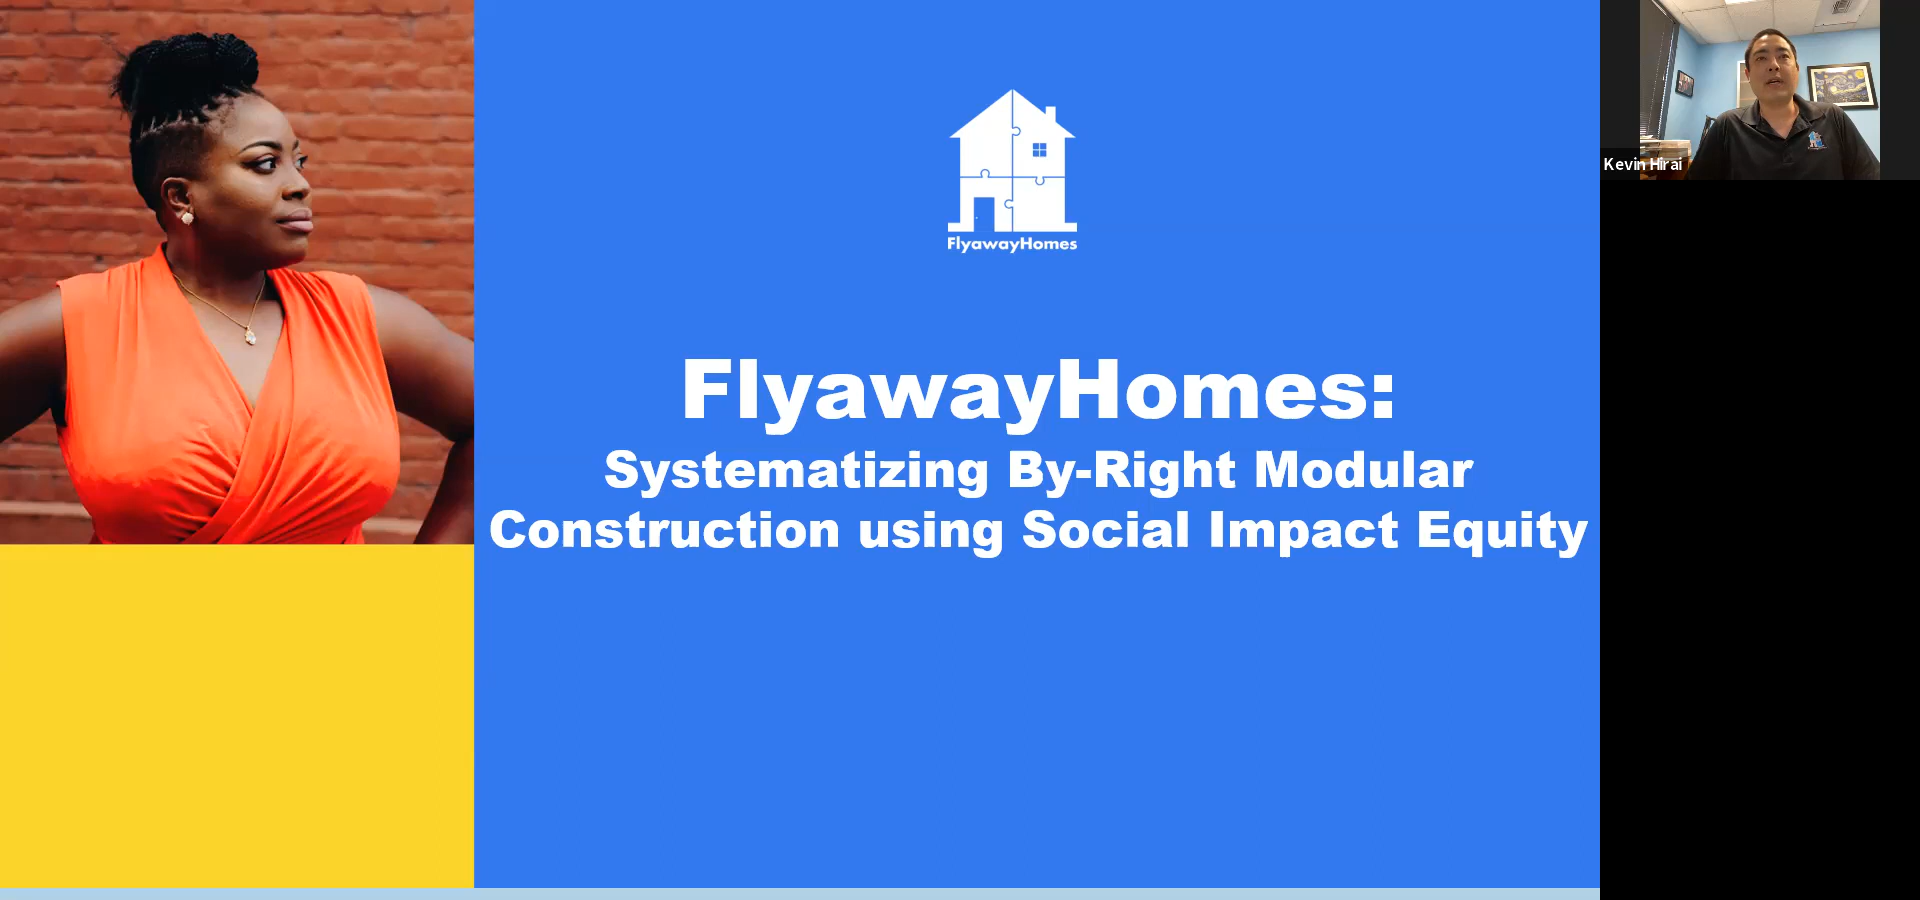 FlyawayHomes
FlyawayHomes:
Systematizing By-Right Modular
Construction using Social Impact Equity
Kevin Hirai